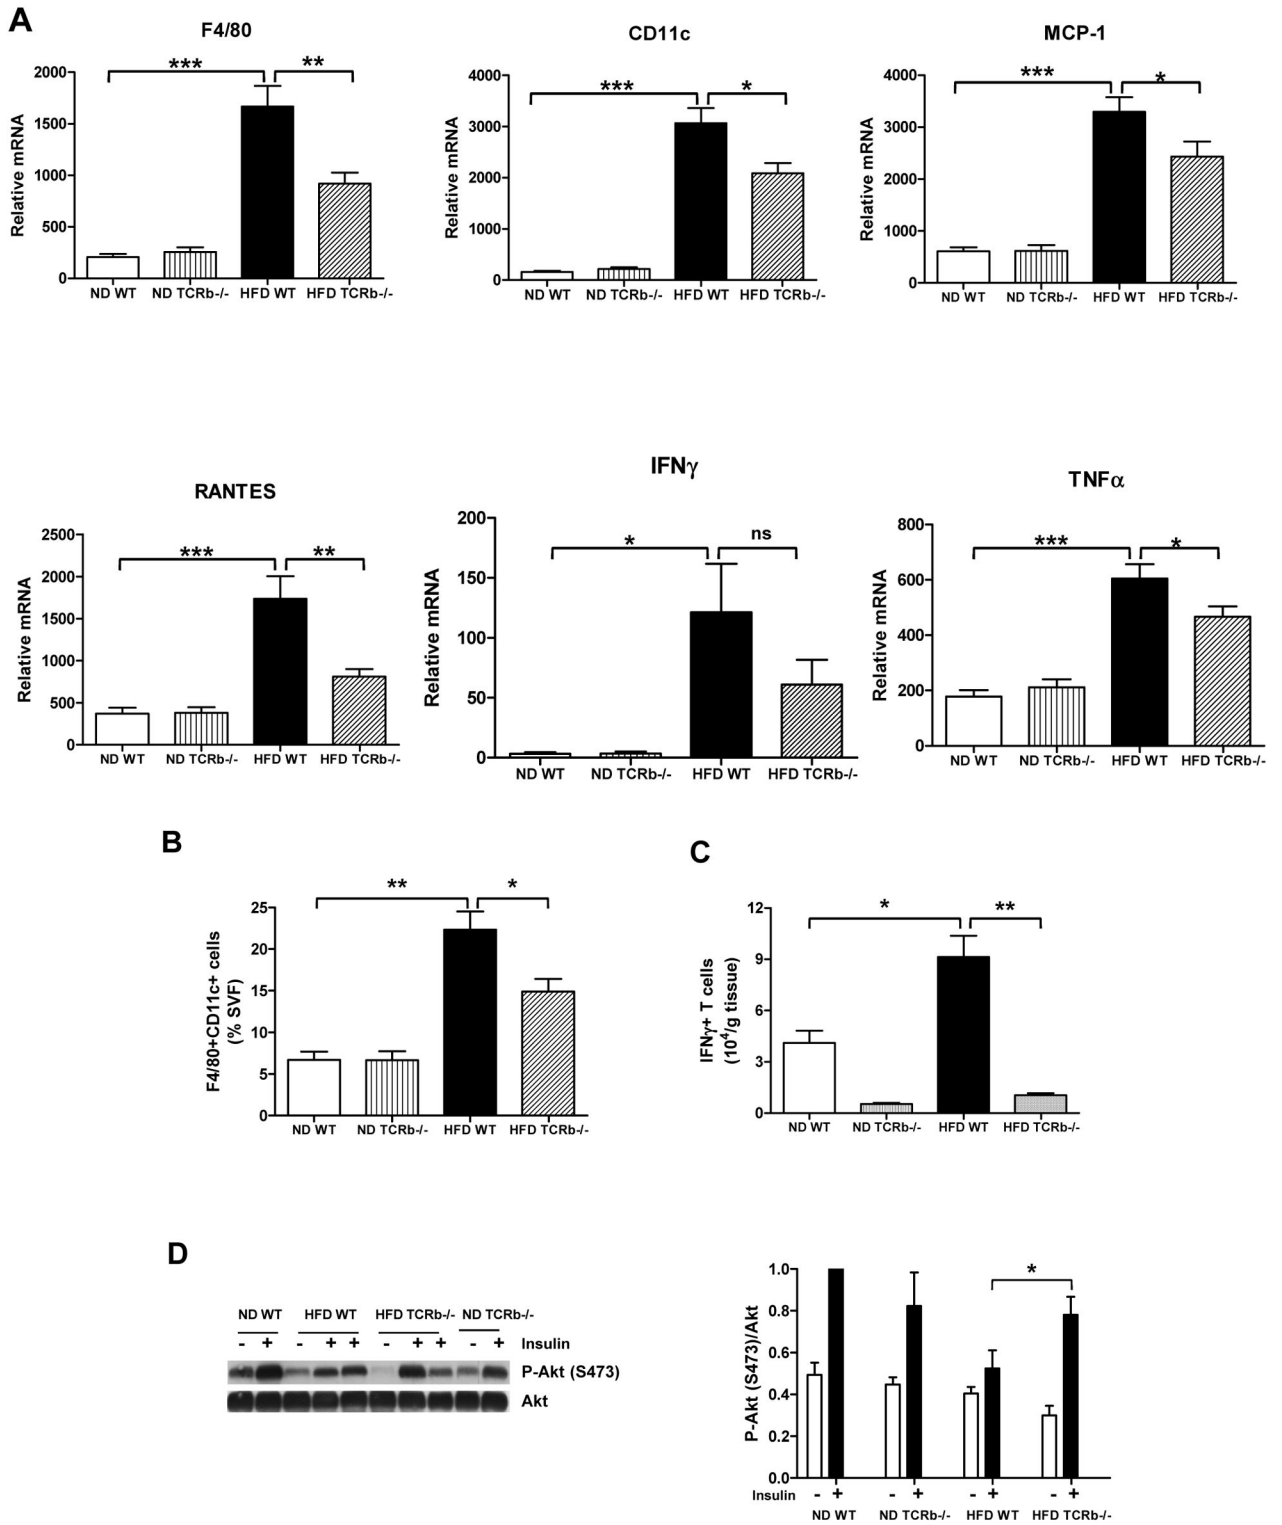 A
F4/80
Relative mRNA
2000
1500
1000
500
0
***
**
ND WT
ND TCRb-/-
HFD WT
HFD TCRb-/-
CD11c
Relative mRNA
4000
3000
2000
1000
0
***
*
ND WT
ND TCRb-/-
HFD WT
HFD TCRb-/-
MCP-1
Relative mRNA
4000
3000
2000
1000
0
***
*
ND WT
ND TCRb-/-
HFD WT
HFD TCRb-/-
RANTES
Relative mRNA
2500
2000
1500
1000
500
0
***
**
ND WT
ND TCRb-/-
HFD WT
HFD TCRb-/-
IFNγ
Relative mRNA
200
150
100
50
0
*
ns
ND WT
ND TCRb-/-
HFD WT
HFD TCRb-/-
TNFα
Relative mRNA
800
600
400
200
0
***
*
ND WT
ND TCRb-/-
HFD WT
HFD TCRb-/-
B
F4/80+CD11c+ cells
(% SVF)
25
20
15
10
5
0
**
*
ND WT
ND TCRb-/-
HFD WT
HFD TCRb-/-
C
IFNγ+ T cells
(10⁴/g tissue)
12
9
6
3
0
*
**
ND WT
ND TCRb-/-
HFD WT
HFD TCRb-/-
D
ND WT HFD WT HFD TCRb-/- ND TCRb-/-
- + - + + - + + - + Insulin
P-Akt (S473)
Akt
P-Akt (S473)/Akt
1.0
0.8
0.6
0.4
0.2
0.0
*
Insulin - + - + - + - +
ND WT
ND TCRb-/-
HFD WT
HFD TCRb-/-